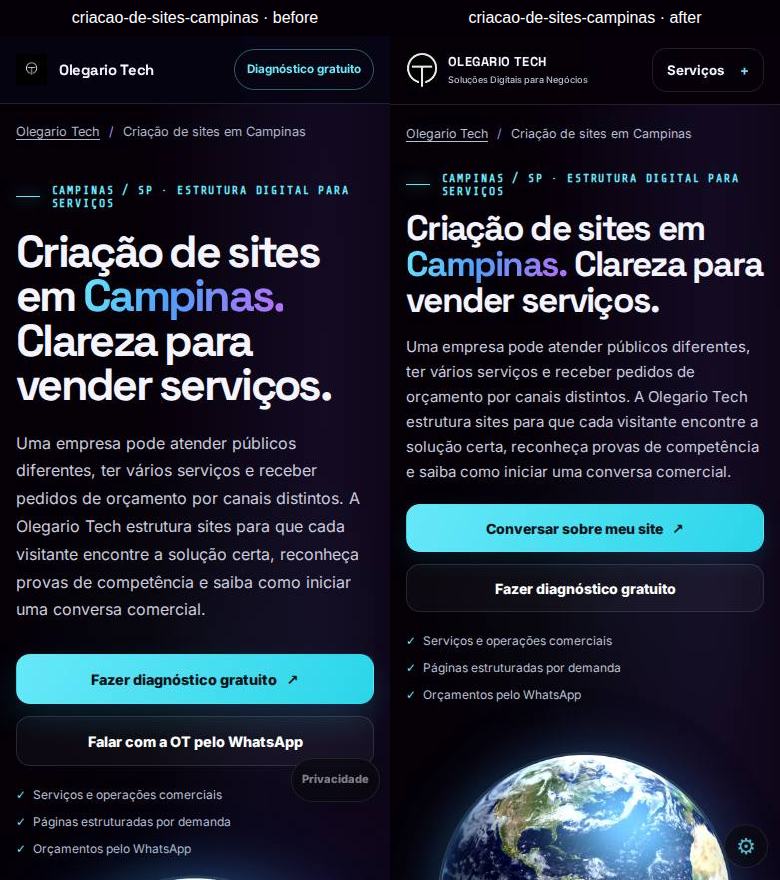 criacao-de-sites-campinas · before
Olegario Tech
Diagnóstico gratuito
Olegario Tech / Criação de sites em Campinas
CAMPINAS / SP · ESTRUTURA DIGITAL PARA
SERVIÇOS
Criação de sites
em Campinas.
Clareza para
vender serviços.
Uma empresa pode atender públicos
diferentes, ter vários serviços e receber
pedidos de orçamento por canais distintos. A
Olegario Tech estrutura sites para que cada
visitante encontre a solução certa, reconheça
provas de competência e saiba como iniciar
uma conversa comercial.
Fazer diagnóstico gratuito ↗
Falar com a OT pelo WhatsApp
Privacidade
✓ Serviços e operações comerciais
✓ Páginas estruturadas por demanda
✓ Orçamentos pelo WhatsApp
criacao-de-sites-campinas · after
OLEGARIO TECH
Soluções Digitais para Negócios
Serviços +
Olegario Tech / Criação de sites em Campinas
CAMPINAS / SP · ESTRUTURA DIGITAL PARA
SERVIÇOS
Criação de sites em
Campinas. Clareza para
vender serviços.
Uma empresa pode atender públicos diferentes,
ter vários serviços e receber pedidos de
orçamento por canais distintos. A Olegario Tech
estrutura sites para que cada visitante encontre a
solução certa, reconheça provas de competência
e saiba como iniciar uma conversa comercial.
Conversar sobre meu site ↗
Fazer diagnóstico gratuito
✓ Serviços e operações comerciais
✓ Páginas estruturadas por demanda
✓ Orçamentos pelo WhatsApp